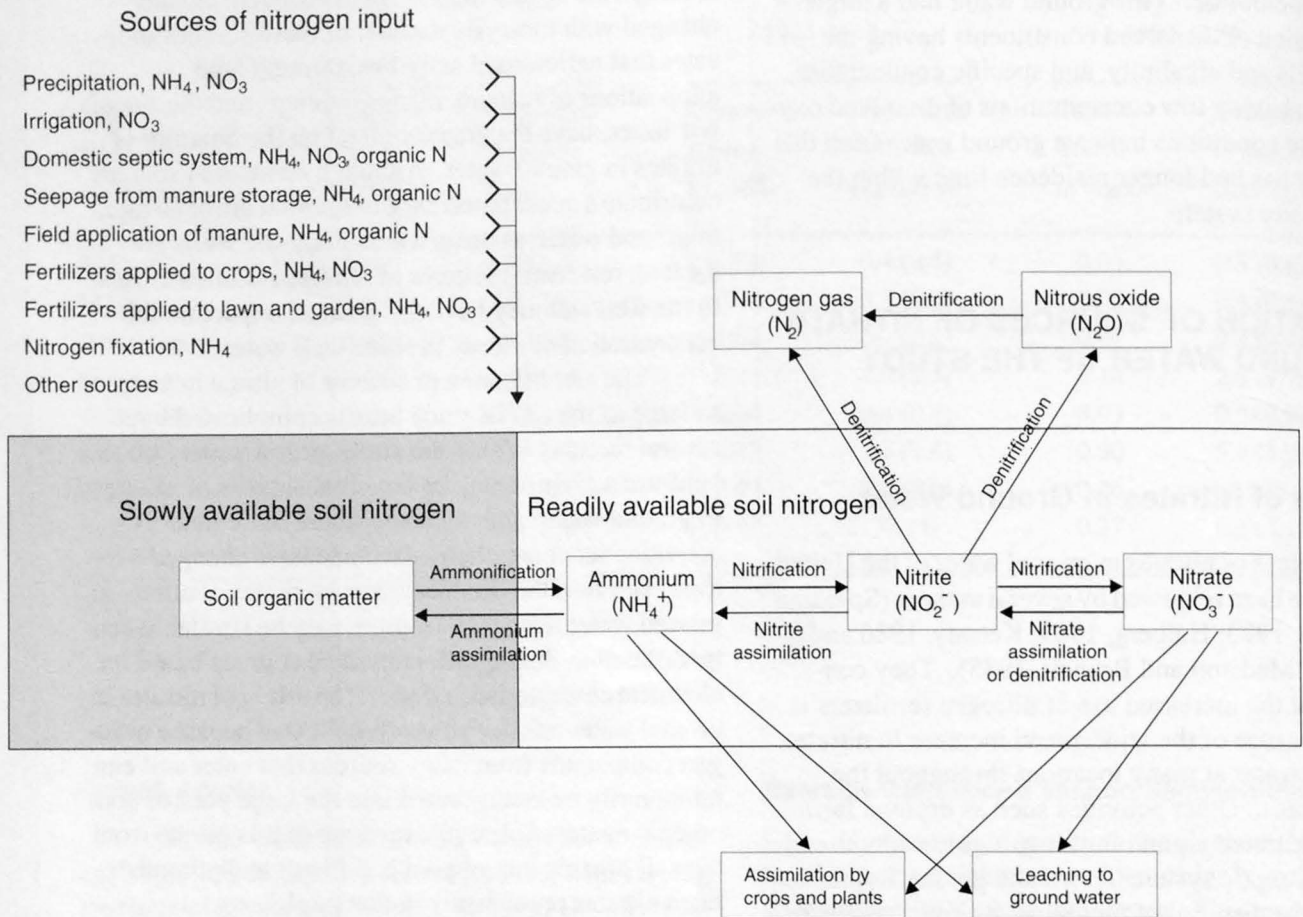 Sources of nitrogen input
Precipitation, NH4, NO3
Irrigation, NO3
Domestic septic system, NH4, NO3, organic N
Seepage from manure storage, NH4, organic N
Field application of manure, NH4, organic N
Fertilizers applied to crops, NH4, NO3
Fertilizers applied to lawn and garden, NH4, NO3
Nitrogen fixation, NH4
Other sources
Nitrogen gas
(N2)
Denitrification
Nitrous oxide
(N2O)
Denitrification
Denitrification
Slowly available soil nitrogen
Readily available soil nitrogen
Soil organic matter
Ammonification
Ammonium
assimilation
Ammonium
(NH4+)
Nitrification
Nitrite
assimilation
Nitrite
(NO2-)
Nitrification
Nitrate
assimilation
or denitrification
Nitrate
(NO3-)
Assimilation by
crops and plants
Leaching to
ground water